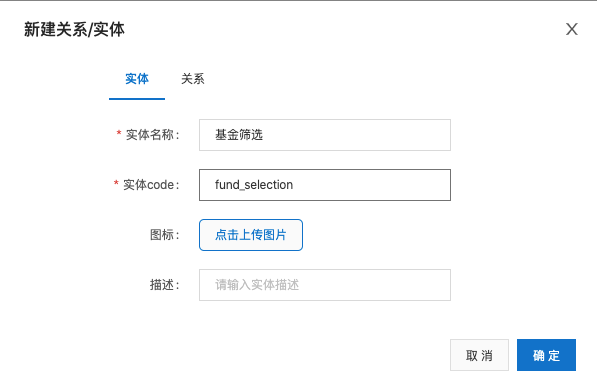 新建关系/实体 X
实体 关系
* 实体名称： 基金筛选
* 实体code： fund_selection
图标： 点击上传图片
描述： 请输入实体描述
取 消 确 定